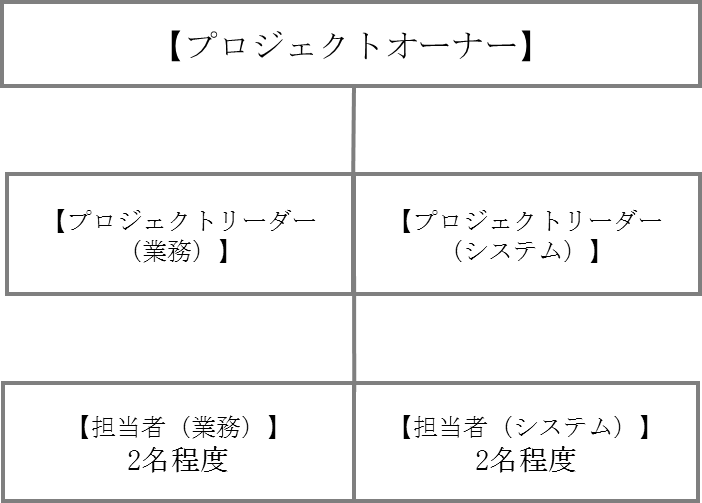 【プロジェクトオーナー】
【プロジェクトリーダー
（業務）】
【プロジェクトリーダー
（システム）】
【担当者（業務）】
2名程度
【担当者（システム）】
2名程度